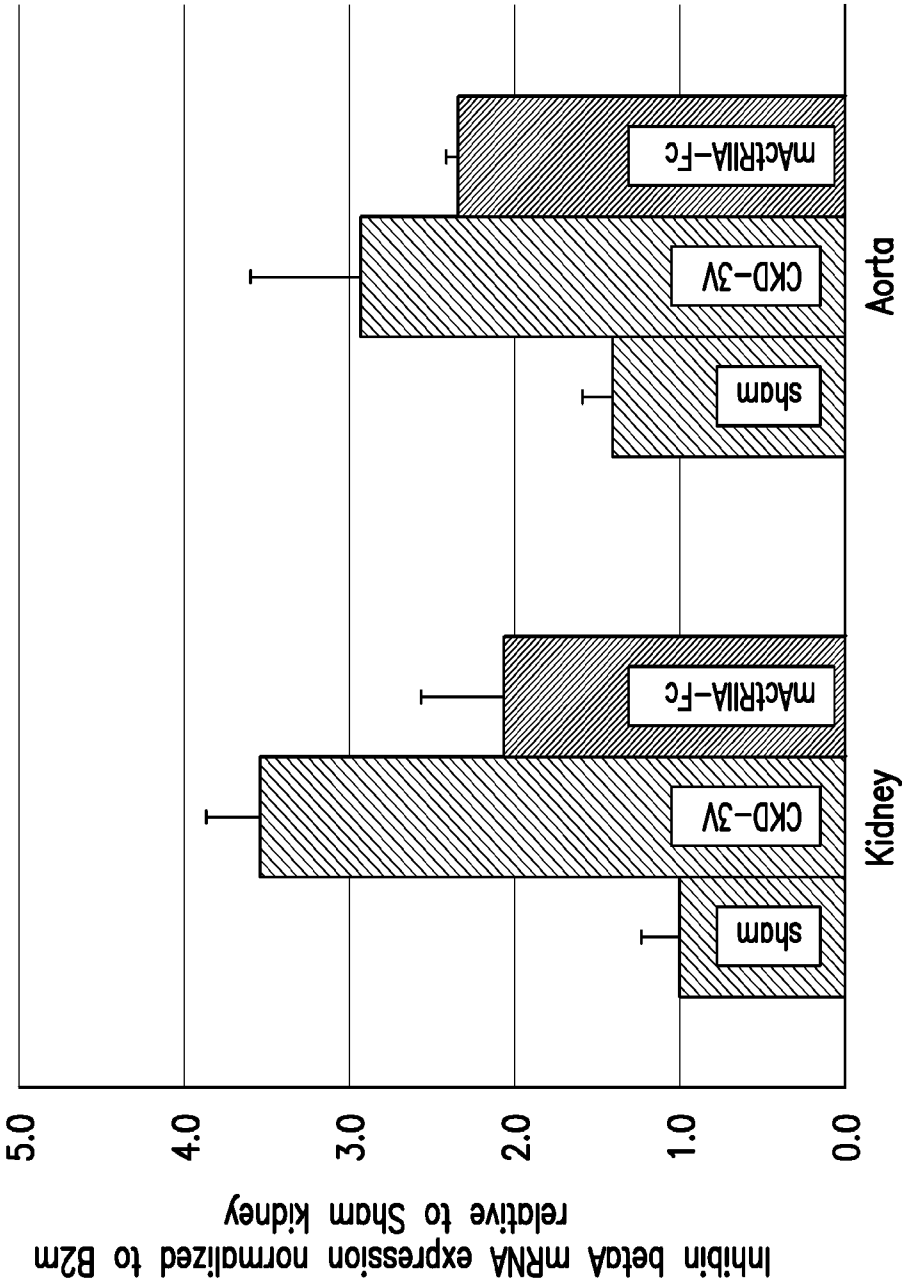 Inhibin betaA mRNA expression normalized to B2m
relative to Sham kidney
5.0
4.0
3.0
2.0
1.0
0.0
sham
CKD-3V
mActRIIA-Fc
sham
CKD-3V
mActRIIA-Fc
Kidney
Aorta